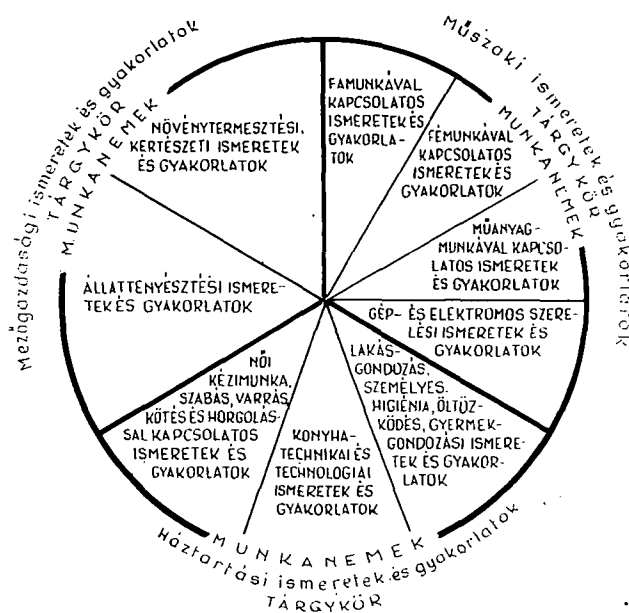 Mezőgazdasági ismeretek és gyakorlatok
TÁRGYKÖR
MUNKANEMEK
Műszaki ismeretek és gyakorlatok
TÁRGYKÖR
MUNKANEMEK
NÖVÉNYTERMESZTÉSI,
KERTÉSZETI ISMERETEK
ÉS GYAKORLATOK
FAMUNKÁVAL
KAPCSOLATOS
ISMERETEK ÉS
GYAKORLA-
TOK
FÉMUNKÁVAL
KAPCSOLATOS
ISMERETEK ÉS
GYAKORLATOK
MŰANYAG-
MUNKÁVAL KAPCSO-
LATOS ISMERETEK
ÉS GYAKORLATOK
GÉP- ÉS ELEKTROMOS SZERE-
LÉSI ISMERETEK ÉS
GYAKORLATOK
ÁLLATTENYÉSZTÉSI ISMERE-
TEK ÉS GYAKORLATOK
NŐI
KÉZIMUNKA,
SZABÁS, VARRÁS,
KÖTÉS ÉS HORGOLÁS-
SAL KAPCSOLATOS
ISMERETEK ÉS
GYAKORLATOK
KONYHA-
TECHNIKAI ÉS
TECHNOLÓGIAI
ISMERETEK ÉS
GYAKORLATOK
LAKÁS-
GONDOZÁS,
SZEMÉLYES.
HIGIÉNIA, ÖLTÖZ-
KÖDÉS, GYERMEK-
GONDOZÁSI ISMERE-
TEK ÉS GYAKOR-
LATOK
MUNKANEMEK
Háztartási ismeretek és gyakorlatok
TÁRGYKÖR